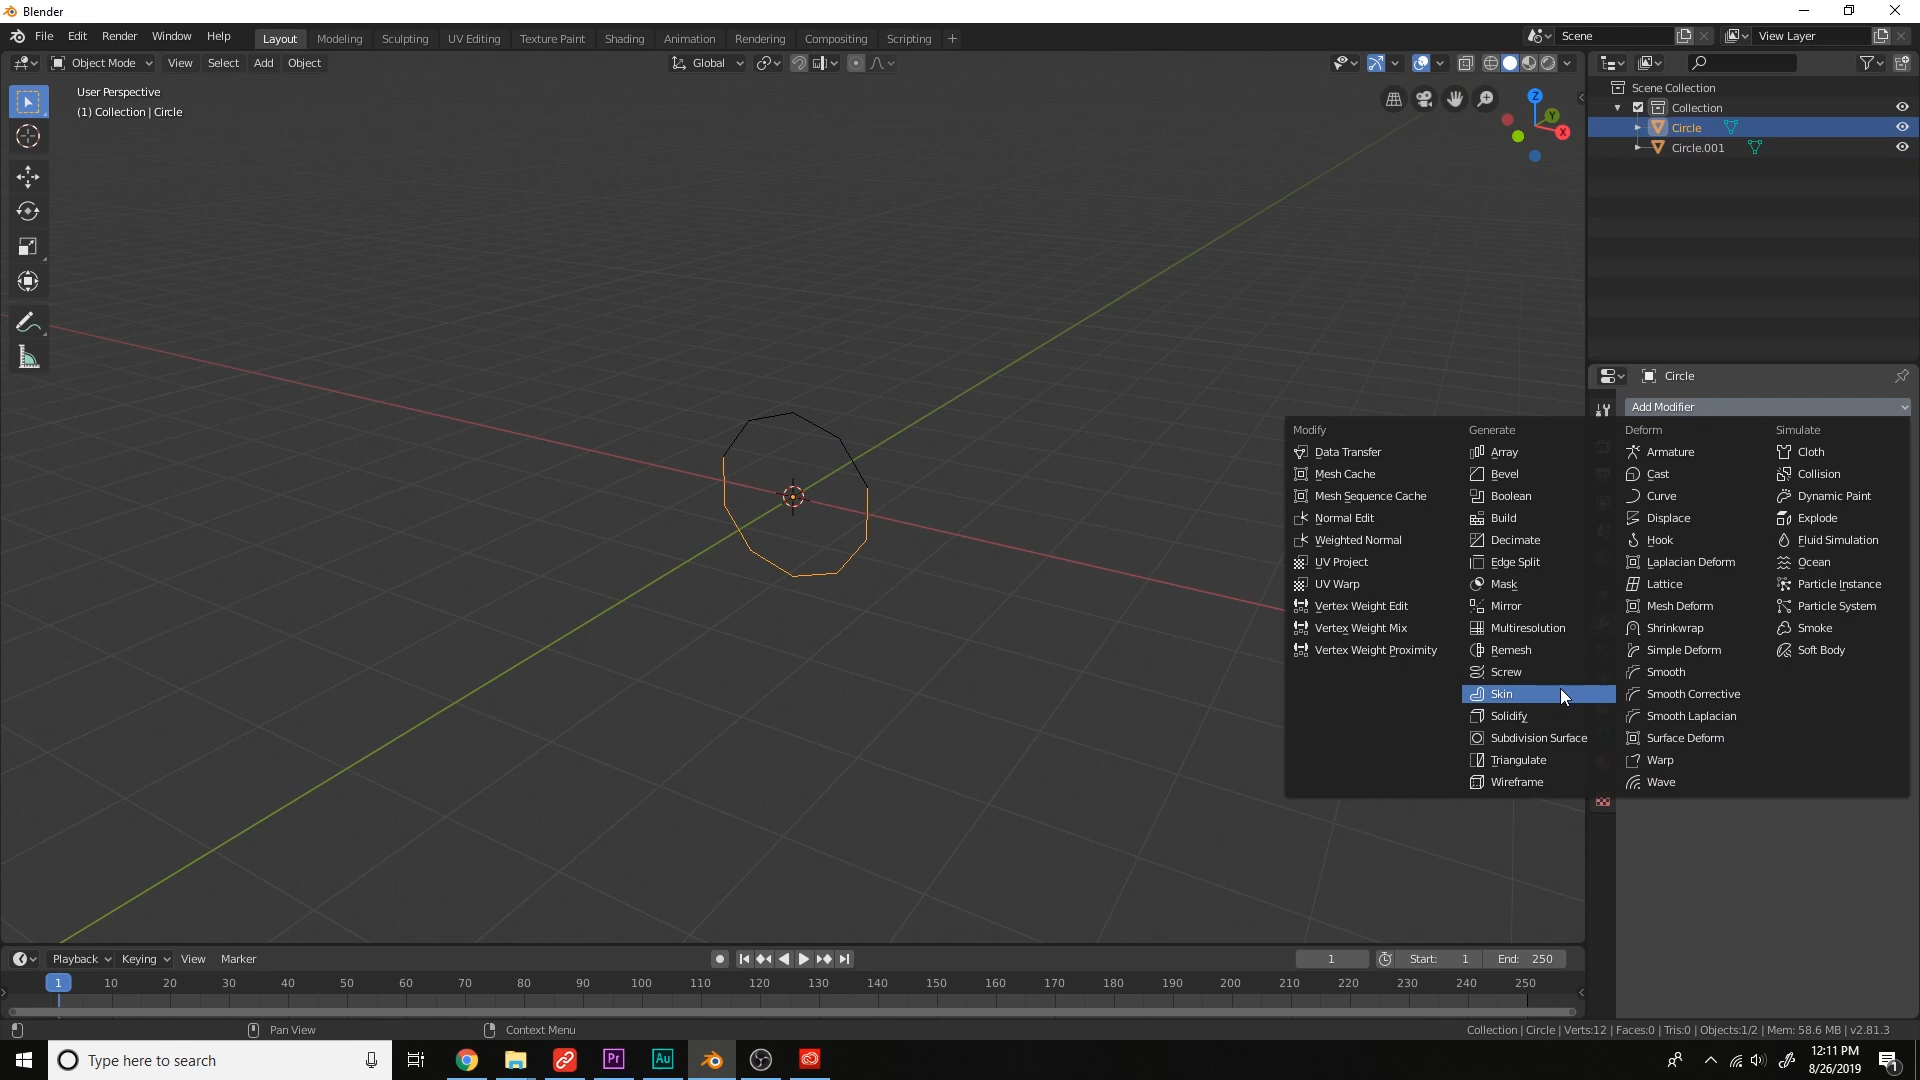 Blender
File Edit Render Window Help
Layout Modeling Sculpting UV Editing Texture Paint Shading Animation Rendering Compositing Scripting +
Scene
View Layer
Object Mode View Select Add Object
Global
User Perspective
(1) Collection | Circle
Z
Y
X
Scene Collection
Collection
Circle
Circle.001
Circle
Add Modifier
Modify
Data Transfer
Mesh Cache
Mesh Sequence Cache
Normal Edit
Weighted Normal
UV Project
UV Warp
Vertex Weight Edit
Vertex Weight Mix
Vertex Weight Proximity
Generate
Array
Bevel
Boolean
Build
Decimate
Edge Split
Mask
Mirror
Multiresolution
Remesh
Screw
Skin
Solidify
Subdivision Surface
Triangulate
Wireframe
Deform
Armature
Cast
Curve
Displace
Hook
Laplacian Deform
Lattice
Mesh Deform
Shrinkwrap
Simple Deform
Smooth
Smooth Corrective
Smooth Laplacian
Surface Deform
Warp
Wave
Simulate
Cloth
Collision
Dynamic Paint
Explode
Fluid Simulation
Ocean
Particle Instance
Particle System
Smoke
Soft Body
Playback Keying View Marker
1 Start: 1 End: 250
1 10 20 30 40 50 60 70 80 90 100 110 120 130 140 150 160 170 180 190 200 210 220 230 240 250
Pan View
Context Menu
Collection | Circle | Verts:12 | Faces:0 | Tris:0 | Objects:1/2 | Mem: 58.6 MB | v2.81.3
Type here to search
Pr
Au
12:11 PM
8/26/2019
1